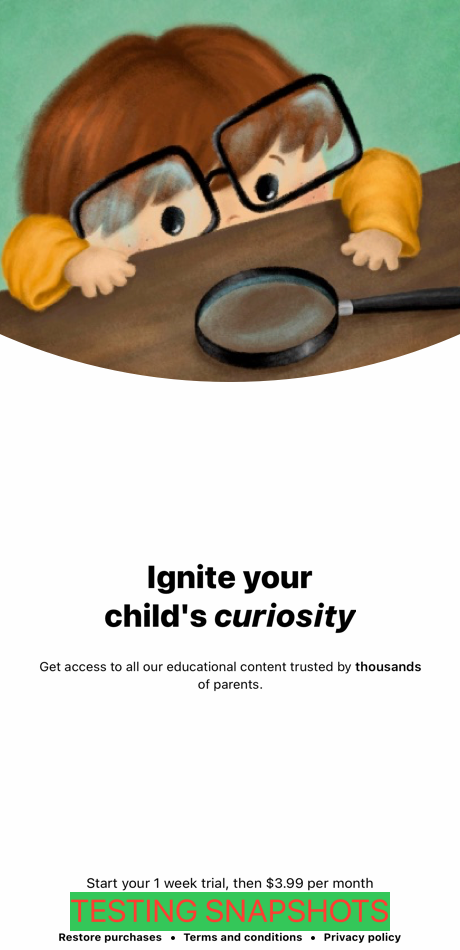 Ignite your
child's curiosity
Get access to all our educational content trusted by thousands
of parents.
Start your 1 week trial, then $3.99 per month
TESTING SNAPSHOTS
Restore purchases • Terms and conditions • Privacy policy